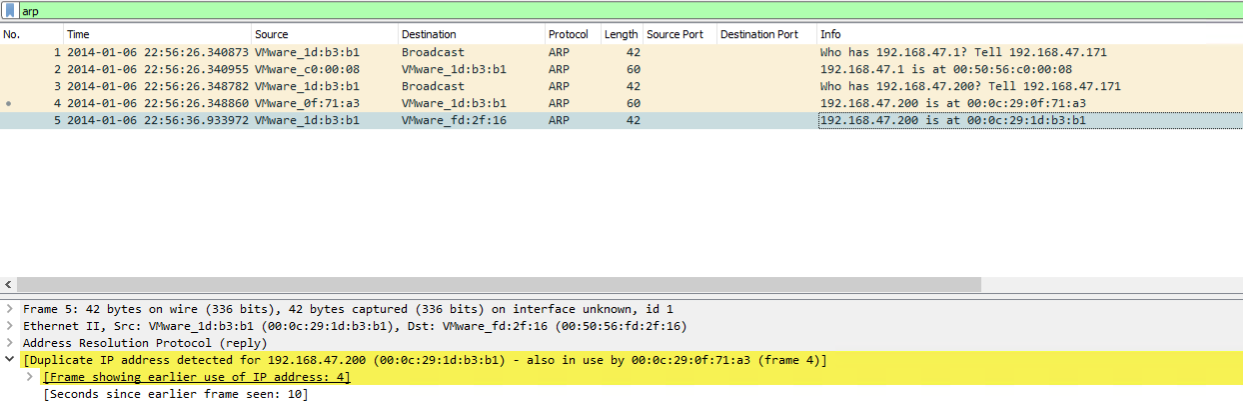 arp
No. Time Source Destination Protocol Length Source Port Destination Port Info
1 2014-01-06 22:56:26.340873 VMware_1d:b3:b1 Broadcast ARP 42 Who has 192.168.47.1? Tell 192.168.47.171
2 2014-01-06 22:56:26.340955 VMware_c0:00:08 VMware_1d:b3:b1 ARP 60 192.168.47.1 is at 00:50:56:c0:00:08
3 2014-01-06 22:56:26.348782 VMware_1d:b3:b1 Broadcast ARP 42 Who has 192.168.47.200? Tell 192.168.47.171
4 2014-01-06 22:56:26.348860 VMware_0f:71:a3 VMware_1d:b3:b1 ARP 60 192.168.47.200 is at 00:0c:29:0f:71:a3
5 2014-01-06 22:56:36.933972 VMware_1d:b3:b1 VMware_fd:2f:16 ARP 42 192.168.47.200 is at 00:0c:29:1d:b3:b1
Frame 5: 42 bytes on wire (336 bits), 42 bytes captured (336 bits) on interface unknown, id 1
Ethernet II, Src: VMware_1d:b3:b1 (00:0c:29:1d:b3:b1), Dst: VMware_fd:2f:16 (00:50:56:fd:2f:16)
Address Resolution Protocol (reply)
[Duplicate IP address detected for 192.168.47.200 (00:0c:29:1d:b3:b1) - also in use by 00:0c:29:0f:71:a3 (frame 4)]
[Frame showing earlier use of IP address: 4]
[Seconds since earlier frame seen: 10]